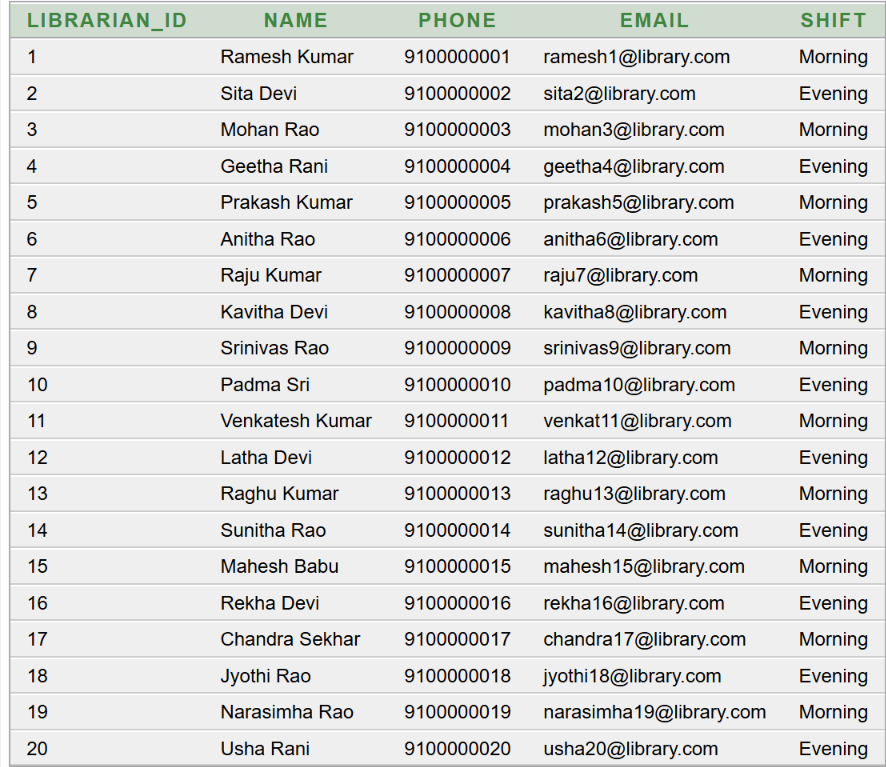 LIBRARIAN_ID NAME PHONE EMAIL SHIFT
1 Ramesh Kumar 9100000001 ramesh1@library.com Morning
2 Sita Devi 9100000002 sita2@library.com Evening
3 Mohan Rao 9100000003 mohan3@library.com Morning
4 Geetha Rani 9100000004 geetha4@library.com Evening
5 Prakash Kumar 9100000005 prakash5@library.com Morning
6 Anitha Rao 9100000006 anitha6@library.com Evening
7 Raju Kumar 9100000007 raju7@library.com Morning
8 Kavitha Devi 9100000008 kavitha8@library.com Evening
9 Srinivas Rao 9100000009 srinivas9@library.com Morning
10 Padma Sri 9100000010 padma10@library.com Evening
11 Venkatesh Kumar 9100000011 venkat11@library.com Morning
12 Latha Devi 9100000012 latha12@library.com Evening
13 Raghu Kumar 9100000013 raghu13@library.com Morning
14 Sunitha Rao 9100000014 sunitha14@library.com Evening
15 Mahesh Babu 9100000015 mahesh15@library.com Morning
16 Rekha Devi 9100000016 rekha16@library.com Evening
17 Chandra Sekhar 9100000017 chandra17@library.com Morning
18 Jyothi Rao 9100000018 jyothi18@library.com Evening
19 Narasimha Rao 9100000019 narasimha19@library.com Morning
20 Usha Rani 9100000020 usha20@library.com Evening